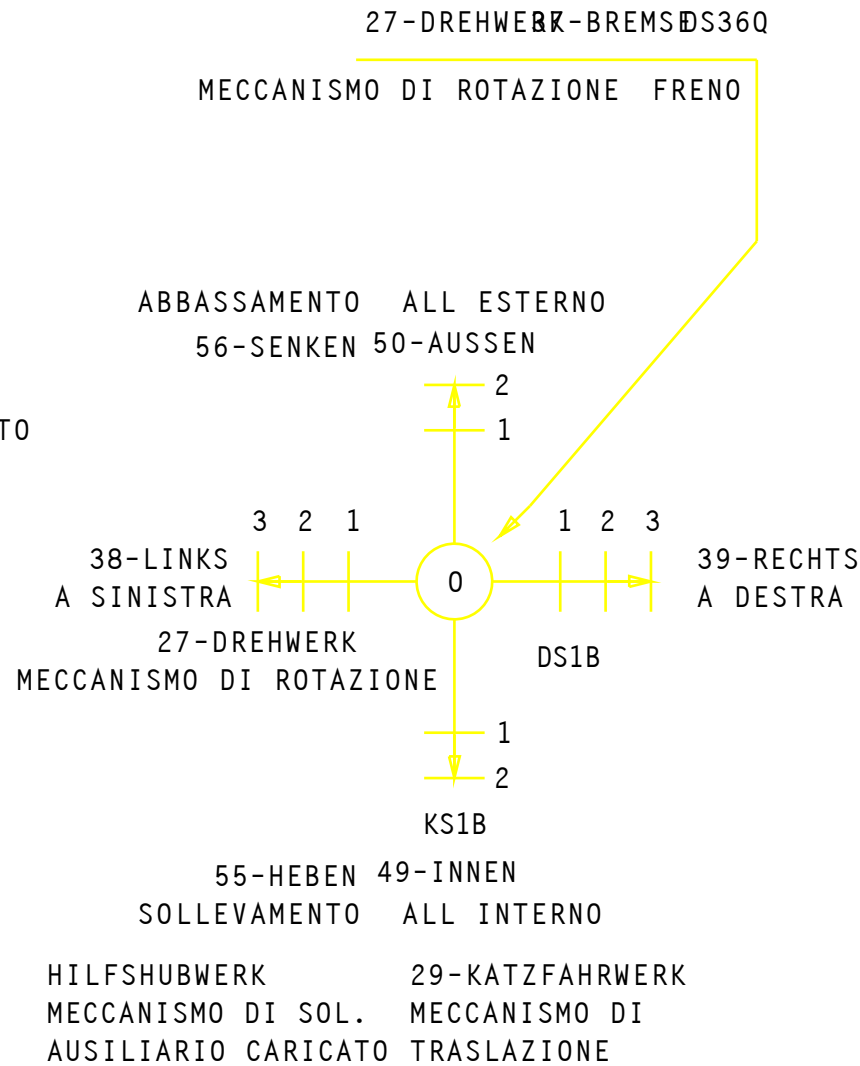 27-DREHWERK 37-BREMSE DS36Q
MECCANISMO DI ROTAZIONE FRENO
ABBASSAMENTO ALL ESTERNO
56-SENKEN 50-AUSSEN
2
TO
1
3 2 1 1 2 3
38-LINKS 0 39-RECHTS
A SINISTRA A DESTRA
27-DREHWERK DS1B
MECCANISMO DI ROTAZIONE
1
2
KS1B
55-HEBEN 49-INNEN
SOLLEVAMENTO ALL INTERNO
HILFSHUBWERK 29-KATZFAHRWERK
MECCANISMO DI SOL. MECCANISMO DI
AUSILIARIO CARICATO TRASLAZIONE